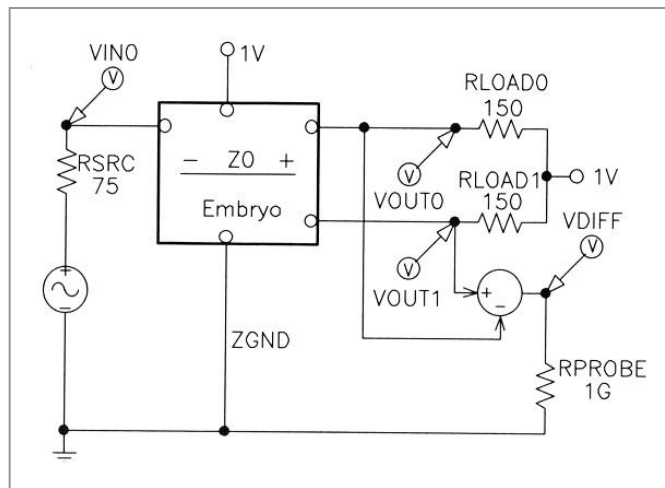 VIN0
V
1V
RSRC
75
- Z0 +
Embryo
RLOAD0
150
V
VOUT0
RLOAD1
150
1V
V
VOUT1
VDIFF
V
+
-
+
-
ZGND
RPROBE
1G